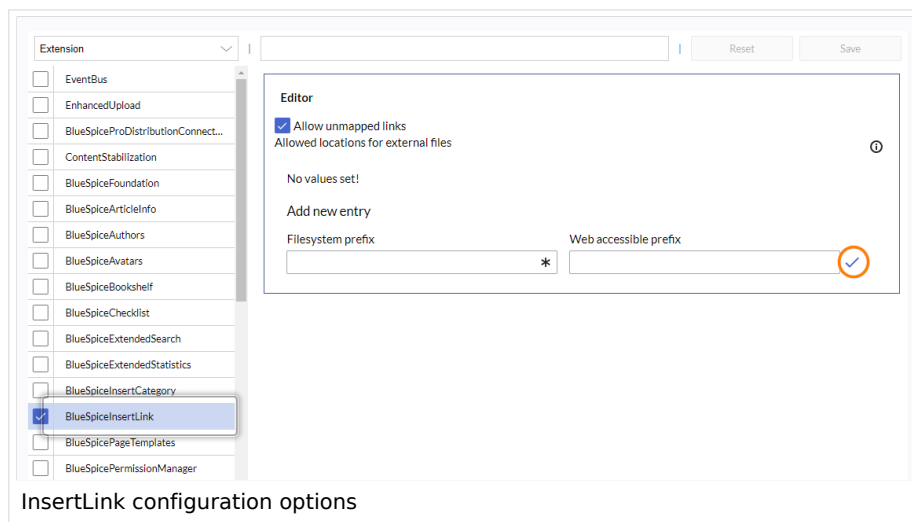 Extension
Reset
Save
EventBus
EnhancedUpload
BlueSpiceProDistributionConnect...
ContentStabilization
BlueSpiceFoundation
BlueSpiceArticleInfo
BlueSpiceAuthors
BlueSpiceAvatars
BlueSpiceBookshelf
BlueSpiceChecklist
BlueSpiceExtendedSearch
BlueSpiceExtendedStatistics
BlueSpiceInsertCategory
BlueSpiceInsertLink
BlueSpicePageTemplates
BlueSpicePermissionManager
Editor
Allow unmapped links
Allowed locations for external files
No values set!
Add new entry
Filesystem prefix
Web accessible prefix
InsertLink configuration options